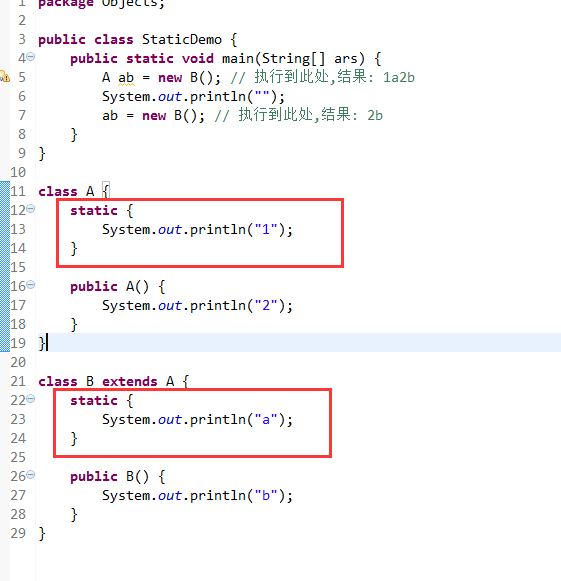 1 package Objects;
2
3 public class StaticDemo {
4 public static void main(String[] ars) {
5 A ab = new B(); // 执行到此处,结果: 1a2b
6 System.out.println("");
7 ab = new B(); // 执行到此处,结果: 2b
8 }
9 }
10
11 class A {
12 static {
13 System.out.println("1");
14 }
15
16 public A() {
17 System.out.println("2");
18 }
19 }
20
21 class B extends A {
22 static {
23 System.out.println("a");
24 }
25
26 public B() {
27 System.out.println("b");
28 }
29 }